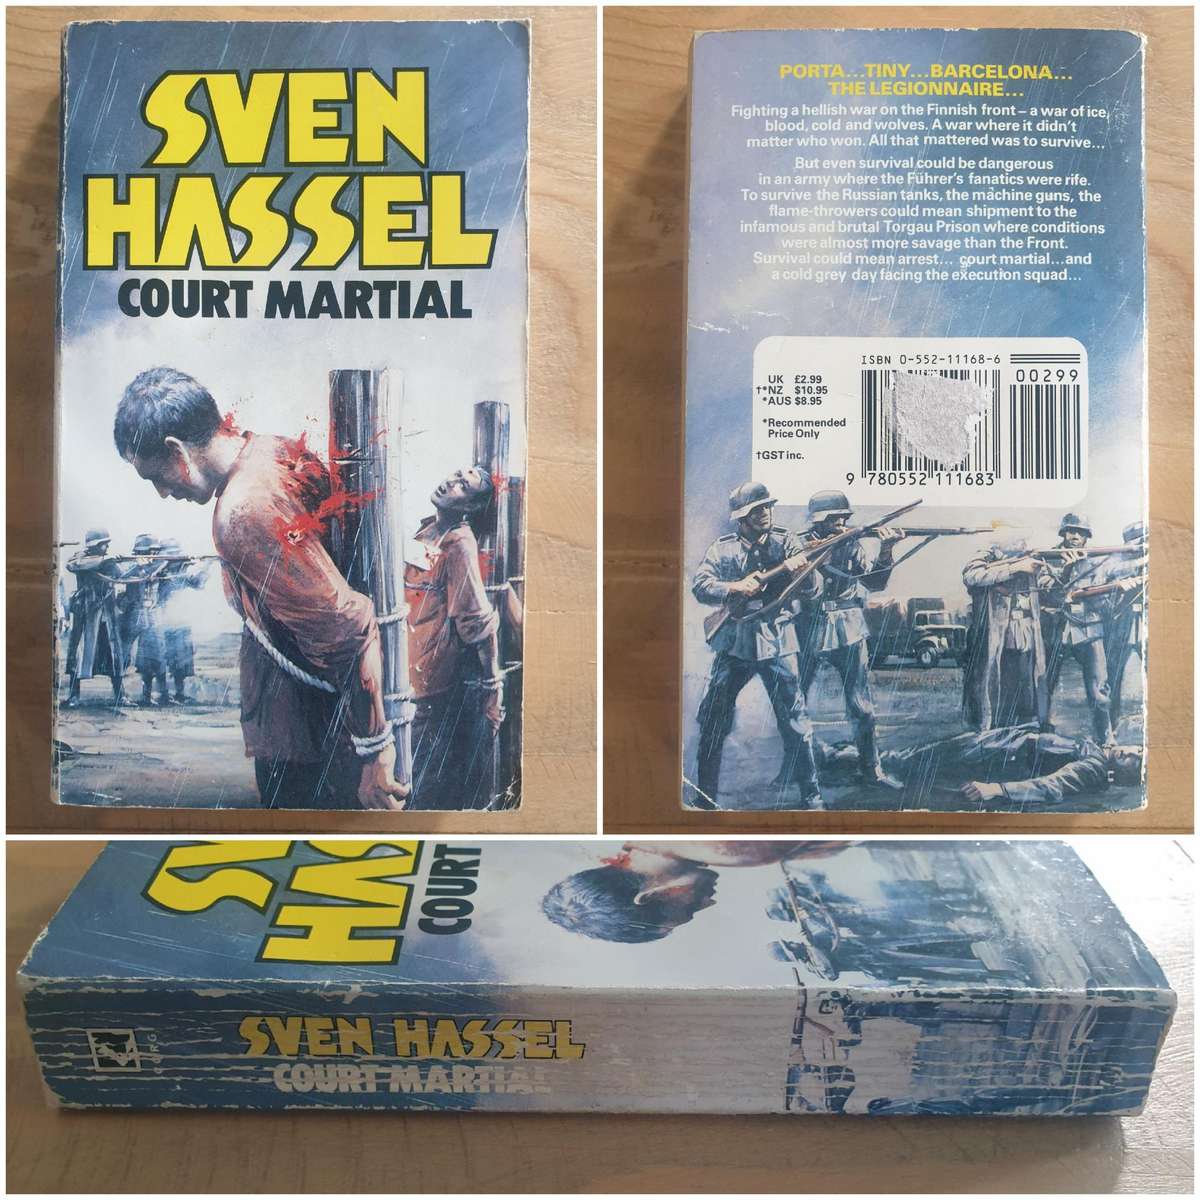 SVEN
HASSEL
COURT MARTIAL
PORTA...TINY...BARCELONA...
THE LEGIONNAIRE...
Fighting a hellish war on the Finnish front – a war of ice,
blood, cold and wolves. A war where it didn't
matter who won. All that mattered was to survive...
But even survival could be dangerous
in an army where the Führer's fanatics were rife.
To survive the Russian tanks, the machine guns, the
flame-throwers could mean shipment to the
infamous and brutal Torgau Prison where conditions
were almost more savage than the Front.
Survival could mean arrest... court martial...and
a cold grey day facing the execution squad...
ISBN 0-552-11168-6
UK £2.99
†*NZ $10.95
*AUS $8.95
*Recommended
Price Only
†GST inc.
00299
9 780552 111683
SV
HAS
COURT
CORGI
SVEN HASSEL
COURT MARTIAL